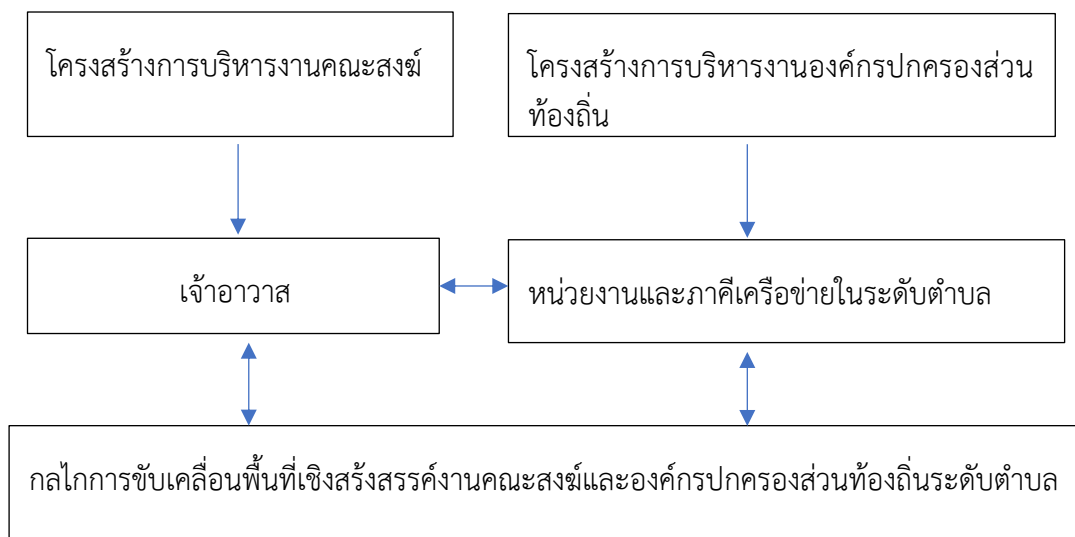 โครงสร้างการบริหารงานคณะสงฆ์
โครงสร้างการบริหารงานองค์กรปกครองส่วน
ท้องถิ่น
เจ้าอาวาส
หน่วยงานและภาคีเครือข่ายในระดับตำบล
กลไกการขับเคลื่อนพื้นที่เชิงสร้งสรรค์งานคณะสงฆ์และองค์กรปกครองส่วนท้องถิ่นระดับตำบล